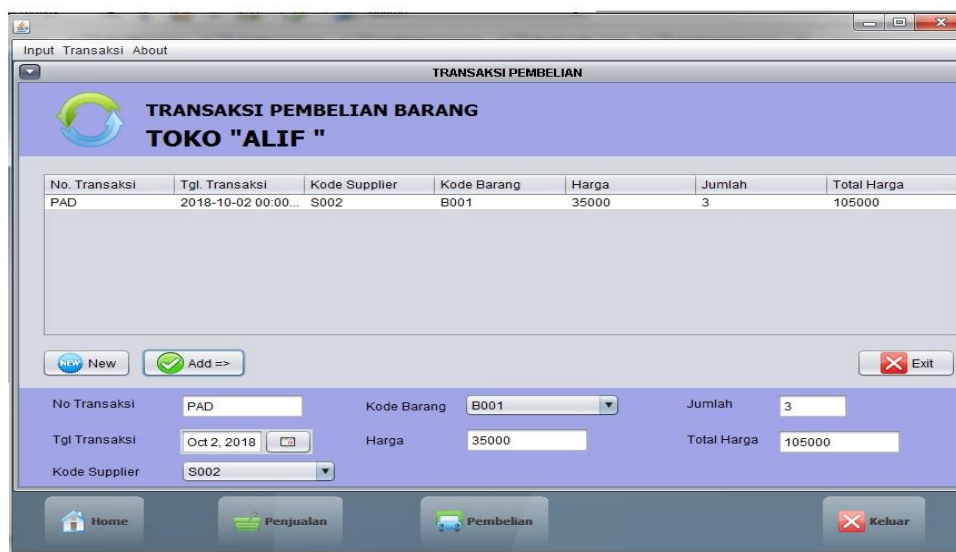 Input Transaksi About
TRANSAKSI PEMBELIAN
TRANSAKSI PEMBELIAN BARANG
TOKO "ALIF "
No. Transaksi Tgl. Transaksi Kode Supplier Kode Barang Harga Jumlah Total Harga
PAD 2018-10-02 00:00... S002 B001 35000 3 105000
NEW New Add => Exit
No Transaksi PAD Kode Barang B001 Jumlah 3
Tgl Transaksi Oct 2, 2018 Harga 35000 Total Harga 105000
Kode Supplier S002
Home Penjualan Pembelian Keluar